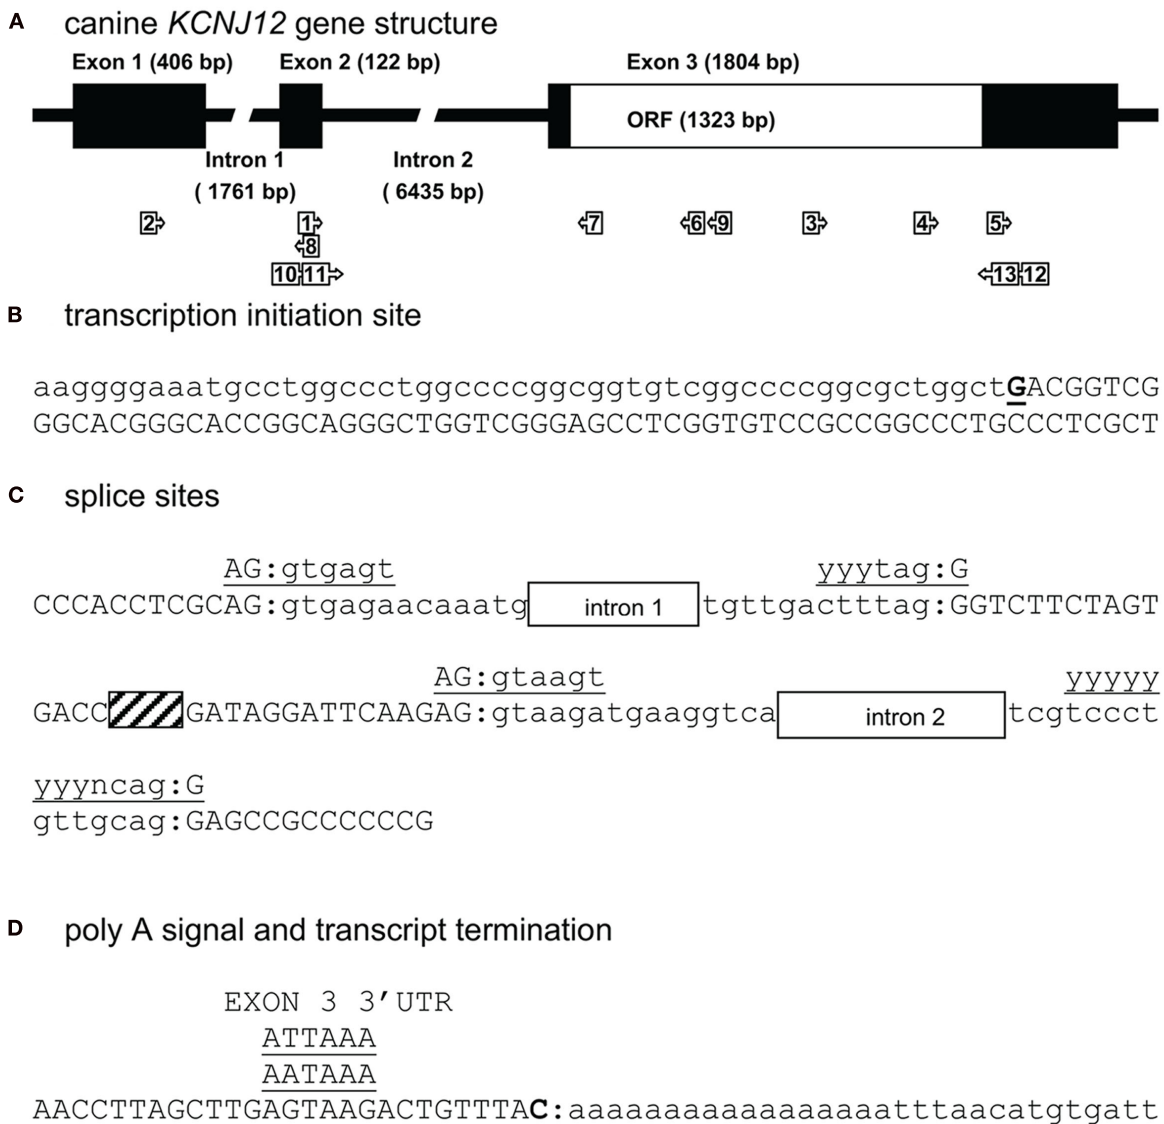 A canine KCNJ12 gene structure
Exon 1 (406 bp) Exon 2 (122 bp) Exon 3 (1804 bp)
ORF (1323 bp)
Intron 1 Intron 2
( 1761 bp) ( 6435 bp)
2 1 7 6 9 3 4 5
8
10 11 13 12
B transcription initiation site
aaggggaaatgcctggccctggccccggcggtgtcggccccggcgctggctGACGGTCG
GGCACGGGCACCGGCAGGGCTGGTCGGGAGCCTCGGTGTCCGCCGGCCCTGCCCTCGCT
C splice sites
AG:gtgagt yyytag:G
CCCACCTCGCAG:gtgagaacaaatg intron 1 tgttgactttag:GGTCTTCTAGT
AG:gtaagt yyyyy
GACC GATAGGATTCAAGAG:gtaagatgaaggtca intron 2 tcgtccct
yyyncag:G
gttgcag:GAGCCGCCCCCCG
D poly A signal and transcript termination
EXON 3 3'UTR
ATTAAA
AATAAA
AACCTTAGCTTGAGTAAGACTGTTTAC:aaaaaaaaaaaaaaaaatttaacatgtgatt